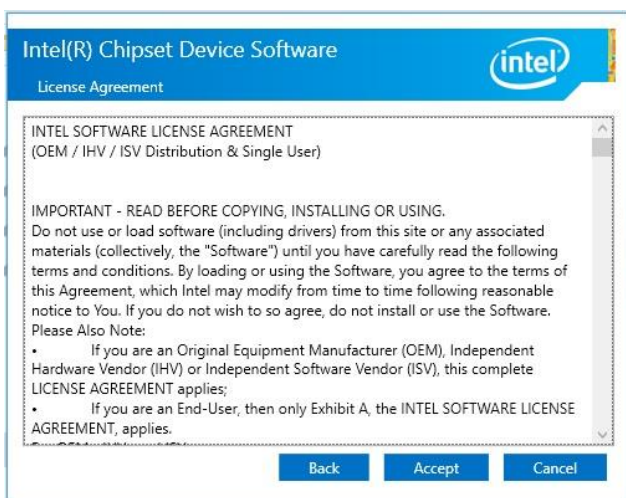 Intel(R) Chipset Device Software
intel
License Agreement
INTEL SOFTWARE LICENSE AGREEMENT
(OEM / IHV / ISV Distribution & Single User)
IMPORTANT - READ BEFORE COPYING, INSTALLING OR USING.
Do not use or load software (including drivers) from this site or any associated
materials (collectively, the "Software") until you have carefully read the following
terms and conditions. By loading or using the Software, you agree to the terms of
this Agreement, which Intel may modify from time to time following reasonable
notice to You. If you do not wish to so agree, do not install or use the Software.
Please Also Note:
• If you are an Original Equipment Manufacturer (OEM), Independent
Hardware Vendor (IHV) or Independent Software Vendor (ISV), this complete
LICENSE AGREEMENT applies;
• If you are an End-User, then only Exhibit A, the INTEL SOFTWARE LICENSE
AGREEMENT, applies.
Back Accept Cancel